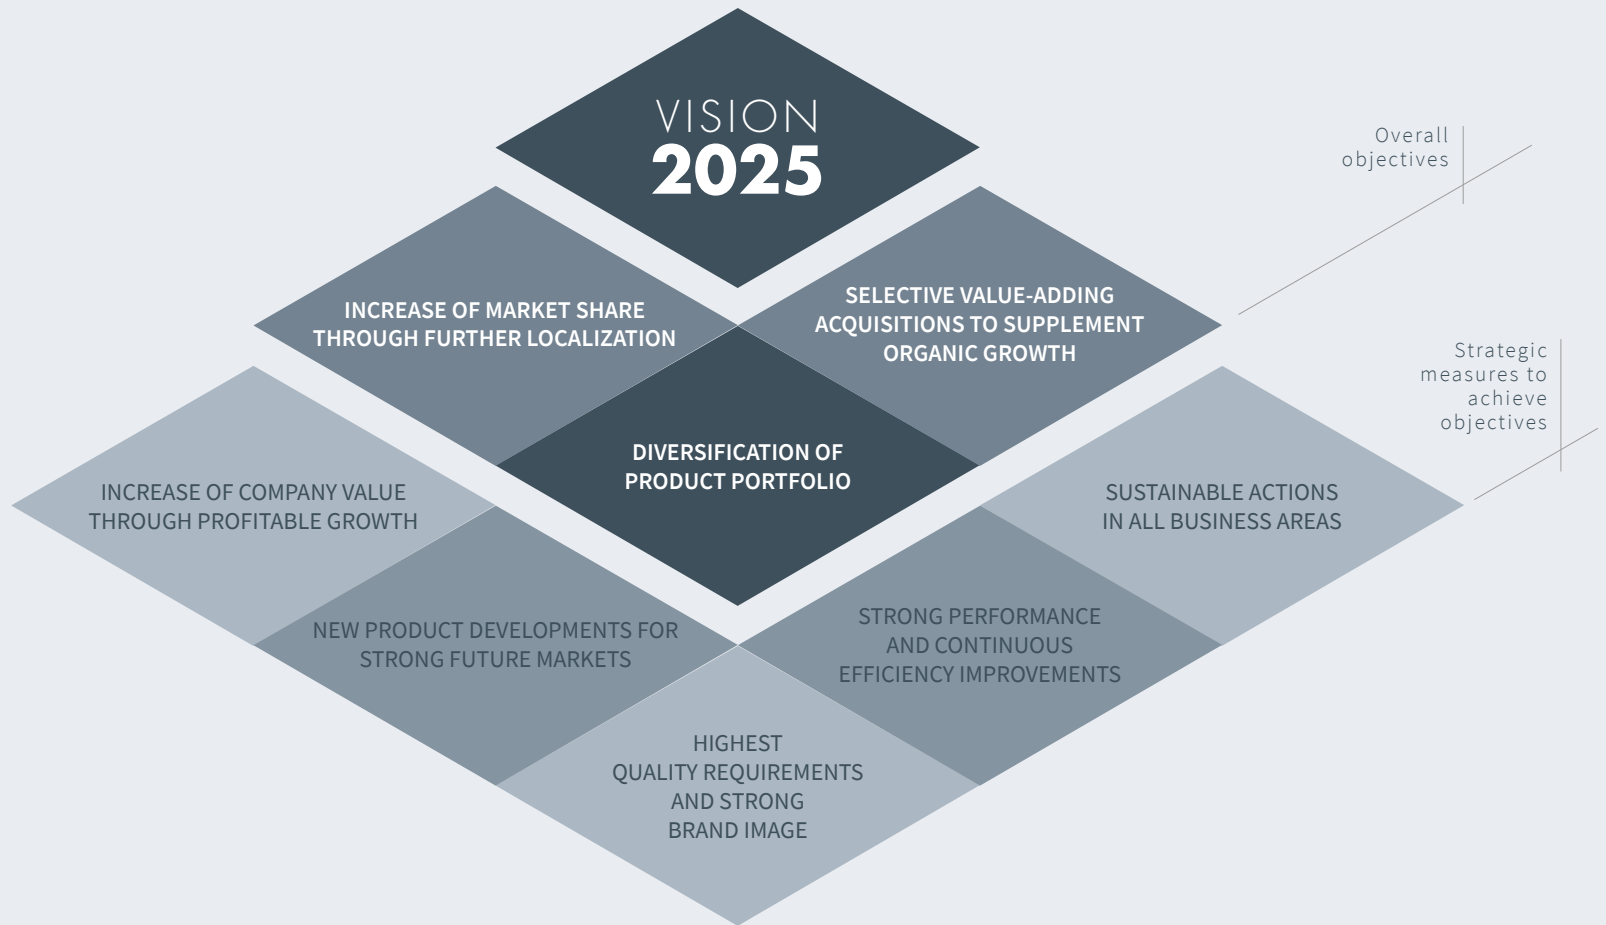 VISION
2025
Overall
objectives
INCREASE OF MARKET SHARE
THROUGH FURTHER LOCALIZATION
SELECTIVE VALUE-ADDING
ACQUISITIONS TO SUPPLEMENT
ORGANIC GROWTH
DIVERSIFICATION OF
PRODUCT PORTFOLIO
Strategic
measures to
achieve
objectives
INCREASE OF COMPANY VALUE
THROUGH PROFITABLE GROWTH
NEW PRODUCT DEVELOPMENTS FOR
STRONG FUTURE MARKETS
HIGHEST
QUALITY REQUIREMENTS
AND STRONG
BRAND IMAGE
STRONG PERFORMANCE
AND CONTINUOUS
EFFICIENCY IMPROVEMENTS
SUSTAINABLE ACTIONS
IN ALL BUSINESS AREAS